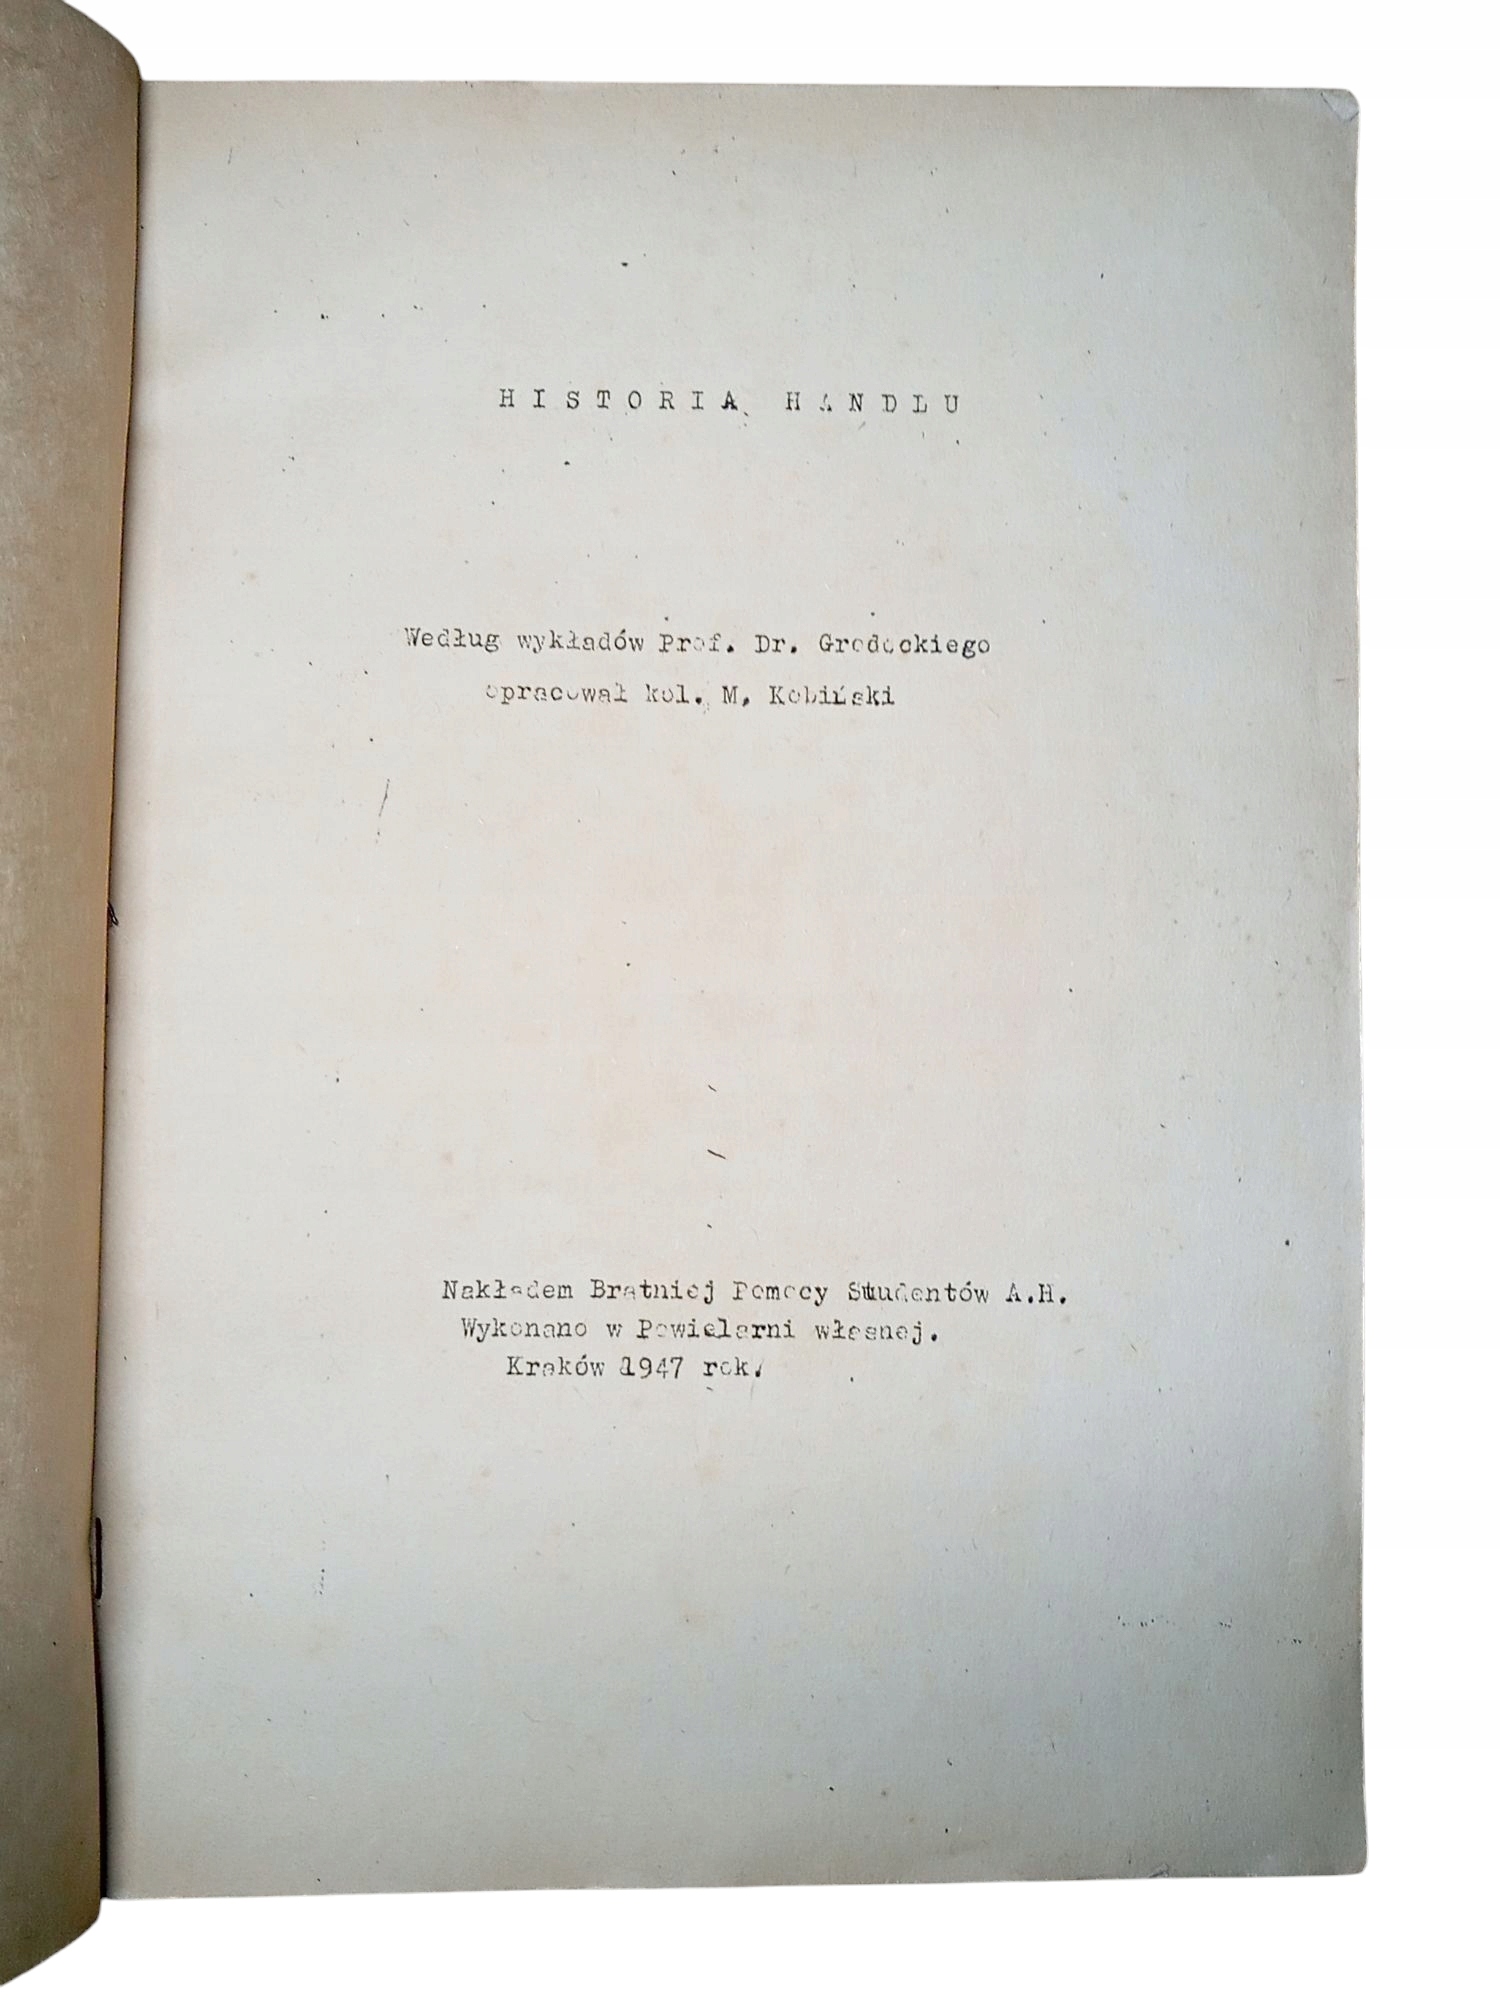 HISTORIA HANDLU
Według wykładów Prof. Dr. Grodeckiego
opracował kol. M. Kobiński
Nakładem Bratniej Pomocy Studentów A.H.
Wykonano w Powielarni własnej.
Kraków 1947 rok.